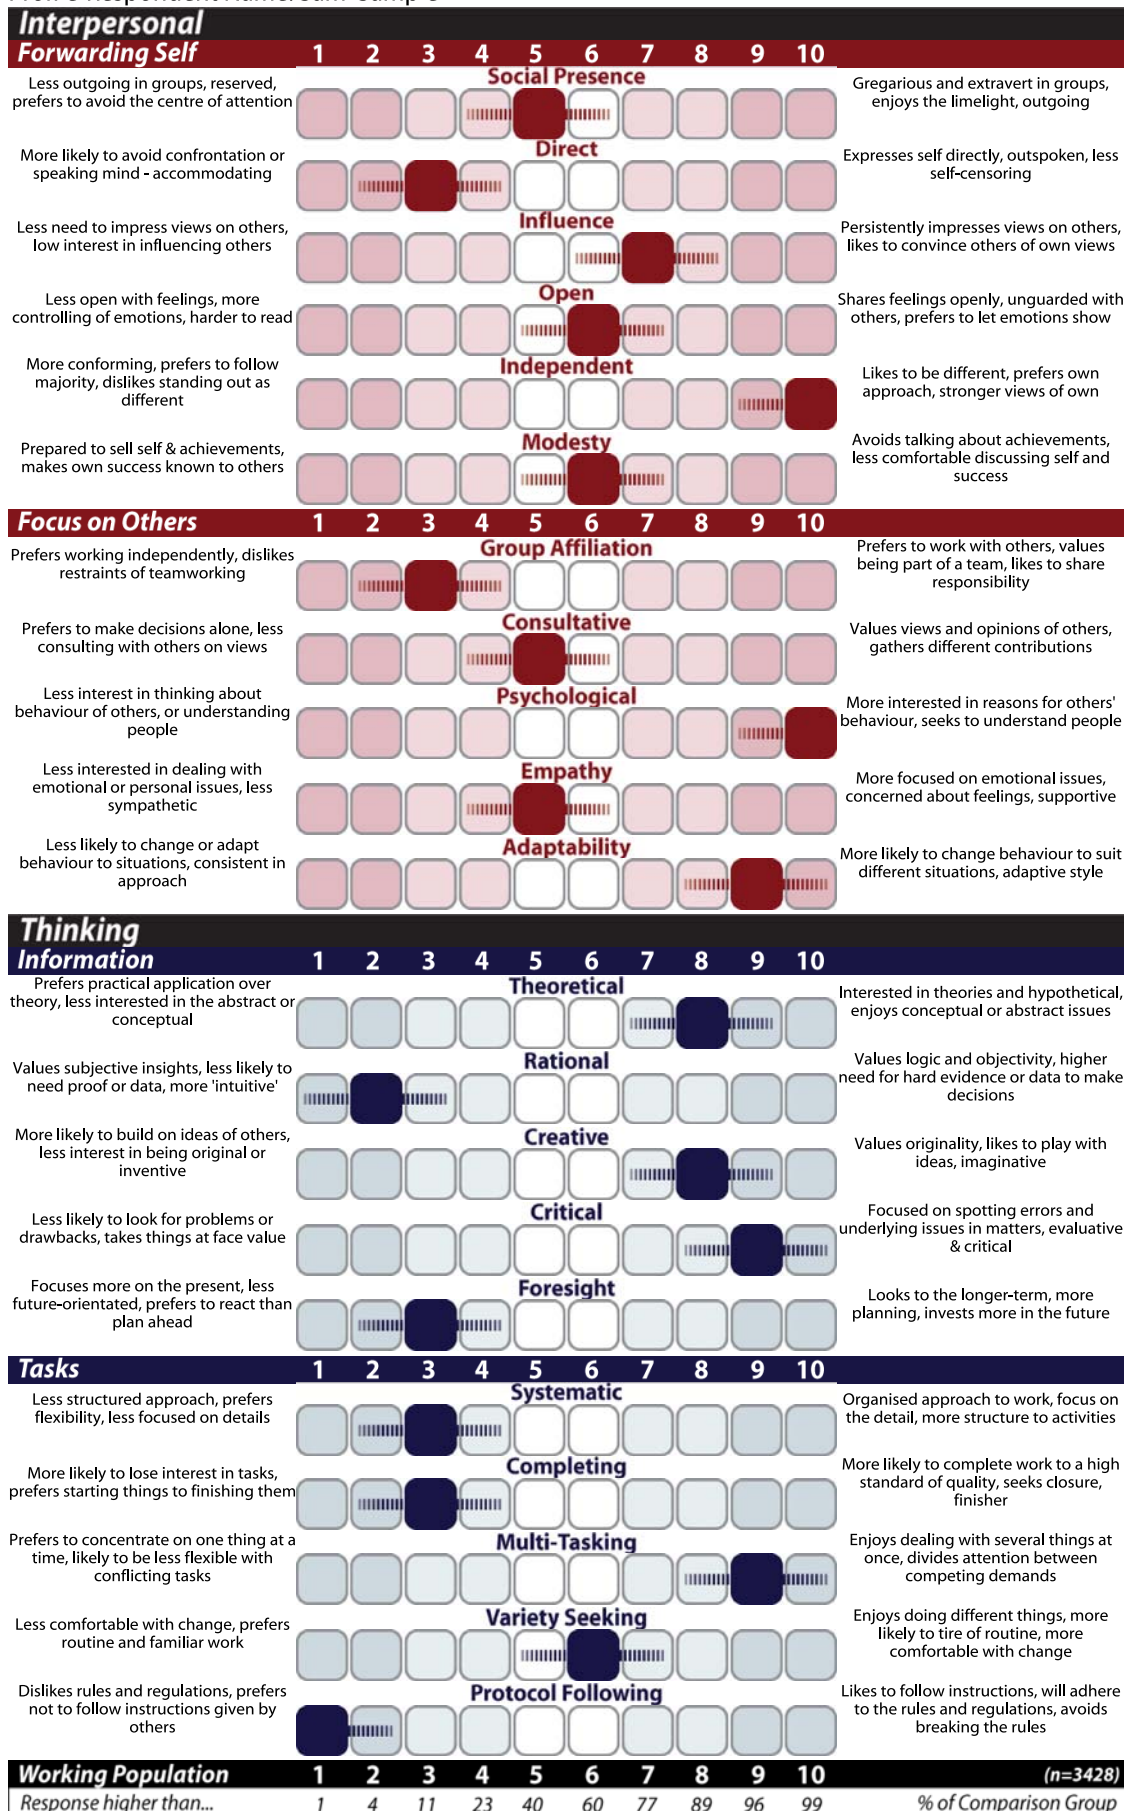 Interpersonal
Forwarding Self 1 2 3 4 5 6 7 8 9 10
Social Presence
Less outgoing in groups, reserved,
prefers to avoid the centre of attention
Gregarious and extravert in groups,
enjoys the limelight, outgoing
Direct
More likely to avoid confrontation or
speaking mind - accommodating
Expresses self directly, outspoken, less
self-censoring
Influence
Less need to impress views on others,
low interest in influencing others
Persistently impresses views on others,
likes to convince others of own views
Open
Less open with feelings, more
controlling of emotions, harder to read
Shares feelings openly, unguarded with
others, prefers to let emotions show
Independent
More conforming, prefers to follow
majority, dislikes standing out as
different
Likes to be different, prefers own
approach, stronger views of own
Modesty
Prepared to sell self & achievements,
makes own success known to others
Avoids talking about achievements,
less comfortable discussing self and
success
Focus on Others 1 2 3 4 5 6 7 8 9 10
Group Affiliation
Prefers working independently, dislikes
restraints of teamworking
Prefers to work with others, values
being part of a team, likes to share
responsibility
Consultative
Prefers to make decisions alone, less
consulting with others on views
Values views and opinions of others,
gathers different contributions
Psychological
Less interest in thinking about
behaviour of others, or understanding
people
More interested in reasons for others'
behaviour, seeks to understand people
Empathy
Less interested in dealing with
emotional or personal issues, less
sympathetic
More focused on emotional issues,
concerned about feelings, supportive
Adaptability
Less likely to change or adapt
behaviour to situations, consistent in
approach
More likely to change behaviour to suit
different situations, adaptive style
Thinking
Information 1 2 3 4 5 6 7 8 9 10
Theoretical
Prefers practical application over
theory, less interested in the abstract or
conceptual
Interested in theories and hypothetical,
enjoys conceptual or abstract issues
Rational
Values subjective insights, less likely to
need proof or data, more 'intuitive'
Values logic and objectivity, higher
need for hard evidence or data to make
decisions
Creative
More likely to build on ideas of others,
less interest in being original or
inventive
Values originality, likes to play with
ideas, imaginative
Critical
Less likely to look for problems or
drawbacks, takes things at face value
Focused on spotting errors and
underlying issues in matters, evaluative
& critical
Foresight
Focuses more on the present, less
future-orientated, prefers to react than
plan ahead
Looks to the longer-term, more
planning, invests more in the future
Tasks 1 2 3 4 5 6 7 8 9 10
Systematic
Less structured approach, prefers
flexibility, less focused on details
Organised approach to work, focus on
the detail, more structure to activities
Completing
More likely to lose interest in tasks,
prefers starting things to finishing them
More likely to complete work to a high
standard of quality, seeks closure,
finisher
Multi-Tasking
Prefers to concentrate on one thing at a
time, likely to be less flexible with
conflicting tasks
Enjoys dealing with several things at
once, divides attention between
competing demands
Variety Seeking
Less comfortable with change, prefers
routine and familiar work
Enjoys doing different things, more
likely to tire of routine, more
comfortable with change
Protocol Following
Dislikes rules and regulations, prefers
not to follow instructions given by
others
Likes to follow instructions, will adhere
to the rules and regulations, avoids
breaking the rules
Working Population 1 2 3 4 5 6 7 8 9 10 (n=3428)
Response higher than... 1 4 11 23 40 60 77 89 96 99 % of Comparison Group